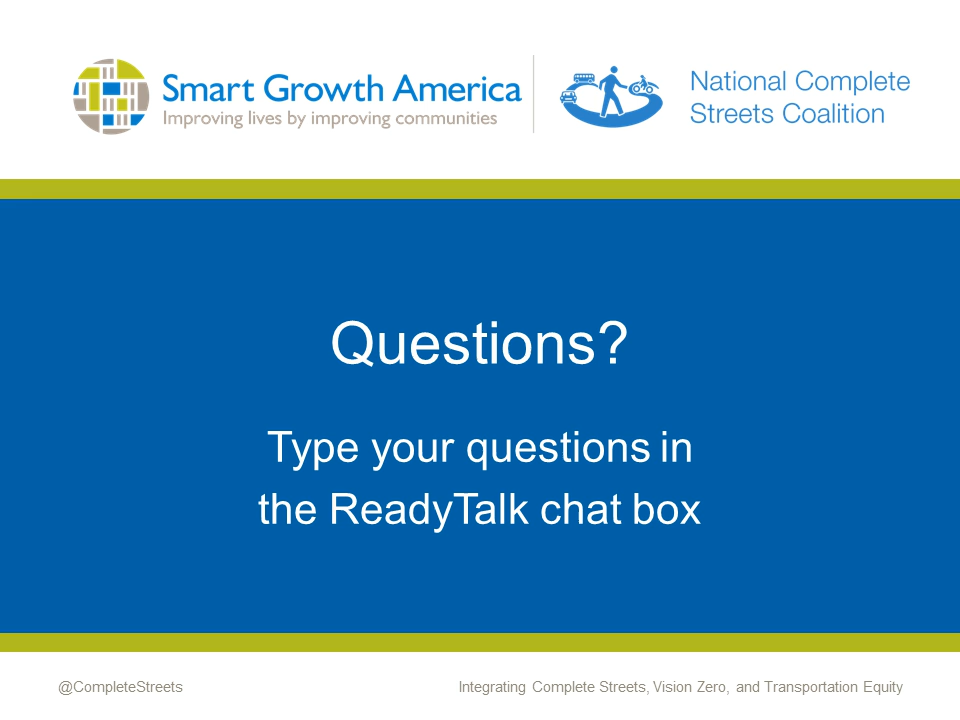 Smart Growth America
Improving lives by improving communities
National Complete
Streets Coalition
Questions?
Type your questions in
the ReadyTalk chat box
@CompleteStreets
Integrating Complete Streets, Vision Zero, and Transportation Equity